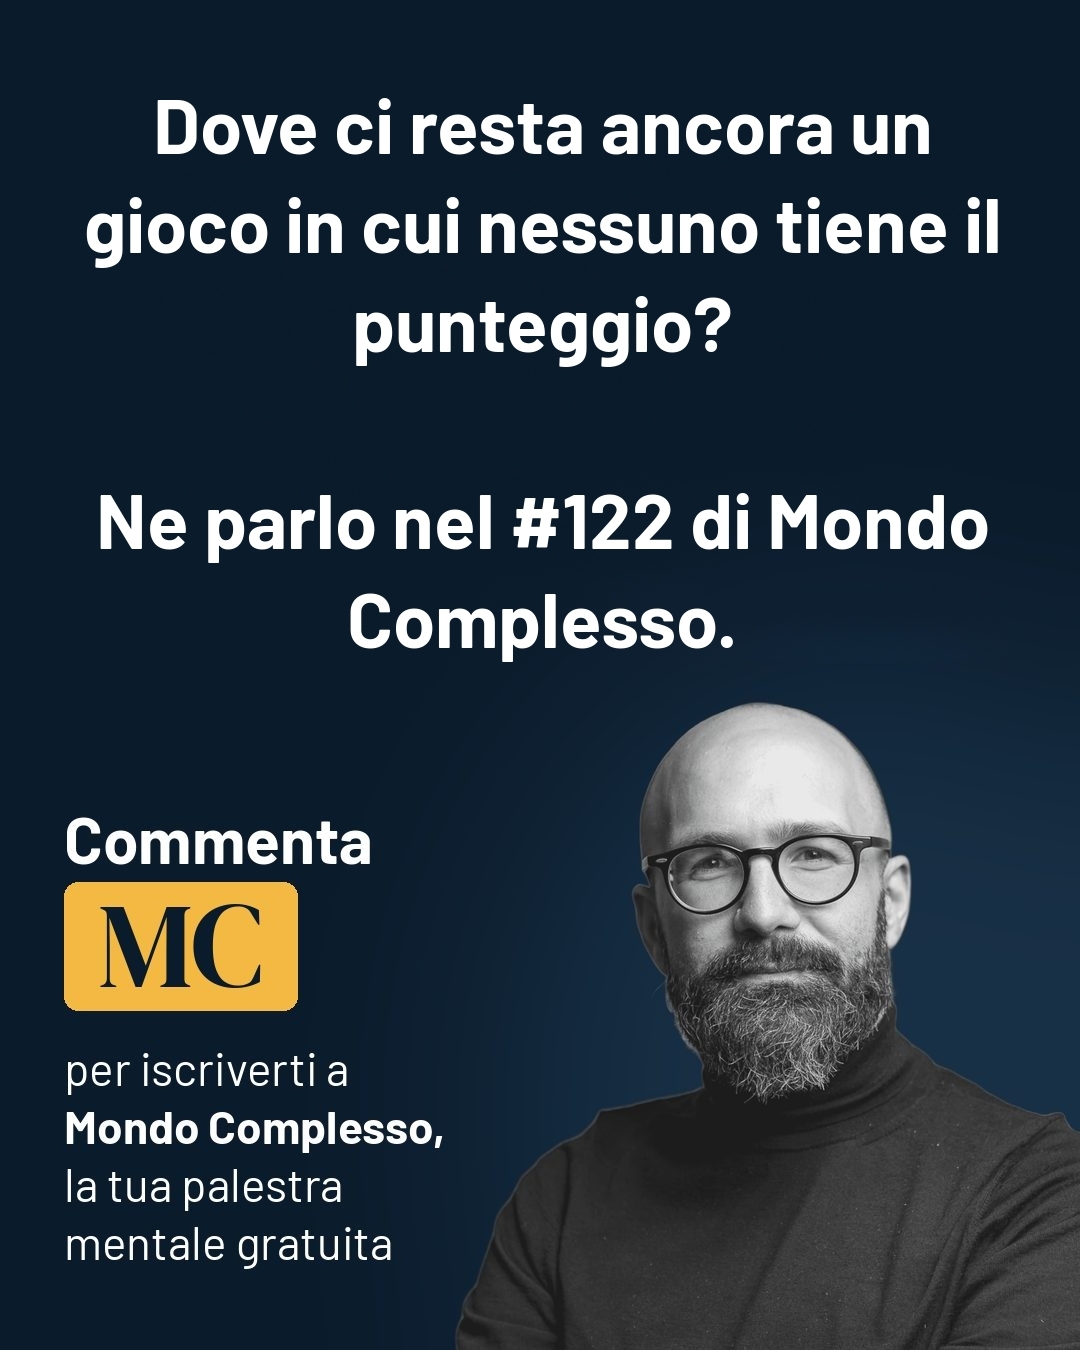 Dove ci resta ancora un
gioco in cui nessuno tiene il
punteggio?
Ne parlo nel #122 di Mondo
Complesso.
Commenta
MC
per iscriverti a
Mondo Complesso,
la tua palestra
mentale gratuita